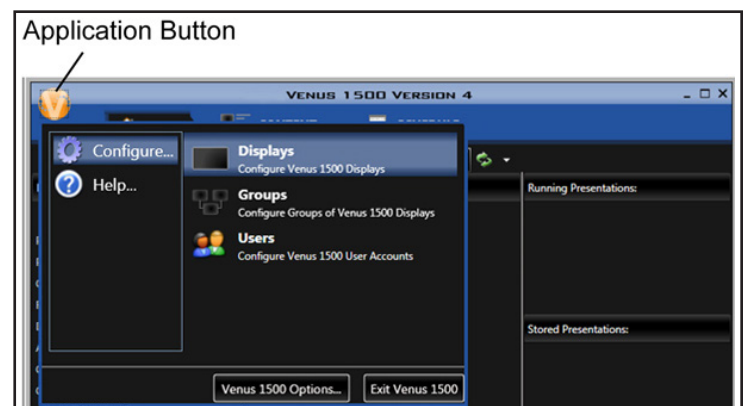 Application Button
VENUS 1500 VERSION 4
Configure...
Help...
Displays
Configure Venus 1500 Displays
Groups
Configure Groups of Venus 1500 Displays
Users
Configure Venus 1500 User Accounts
Running Presentations:
Stored Presentations:
Venus 1500 Options...
Exit Venus 1500